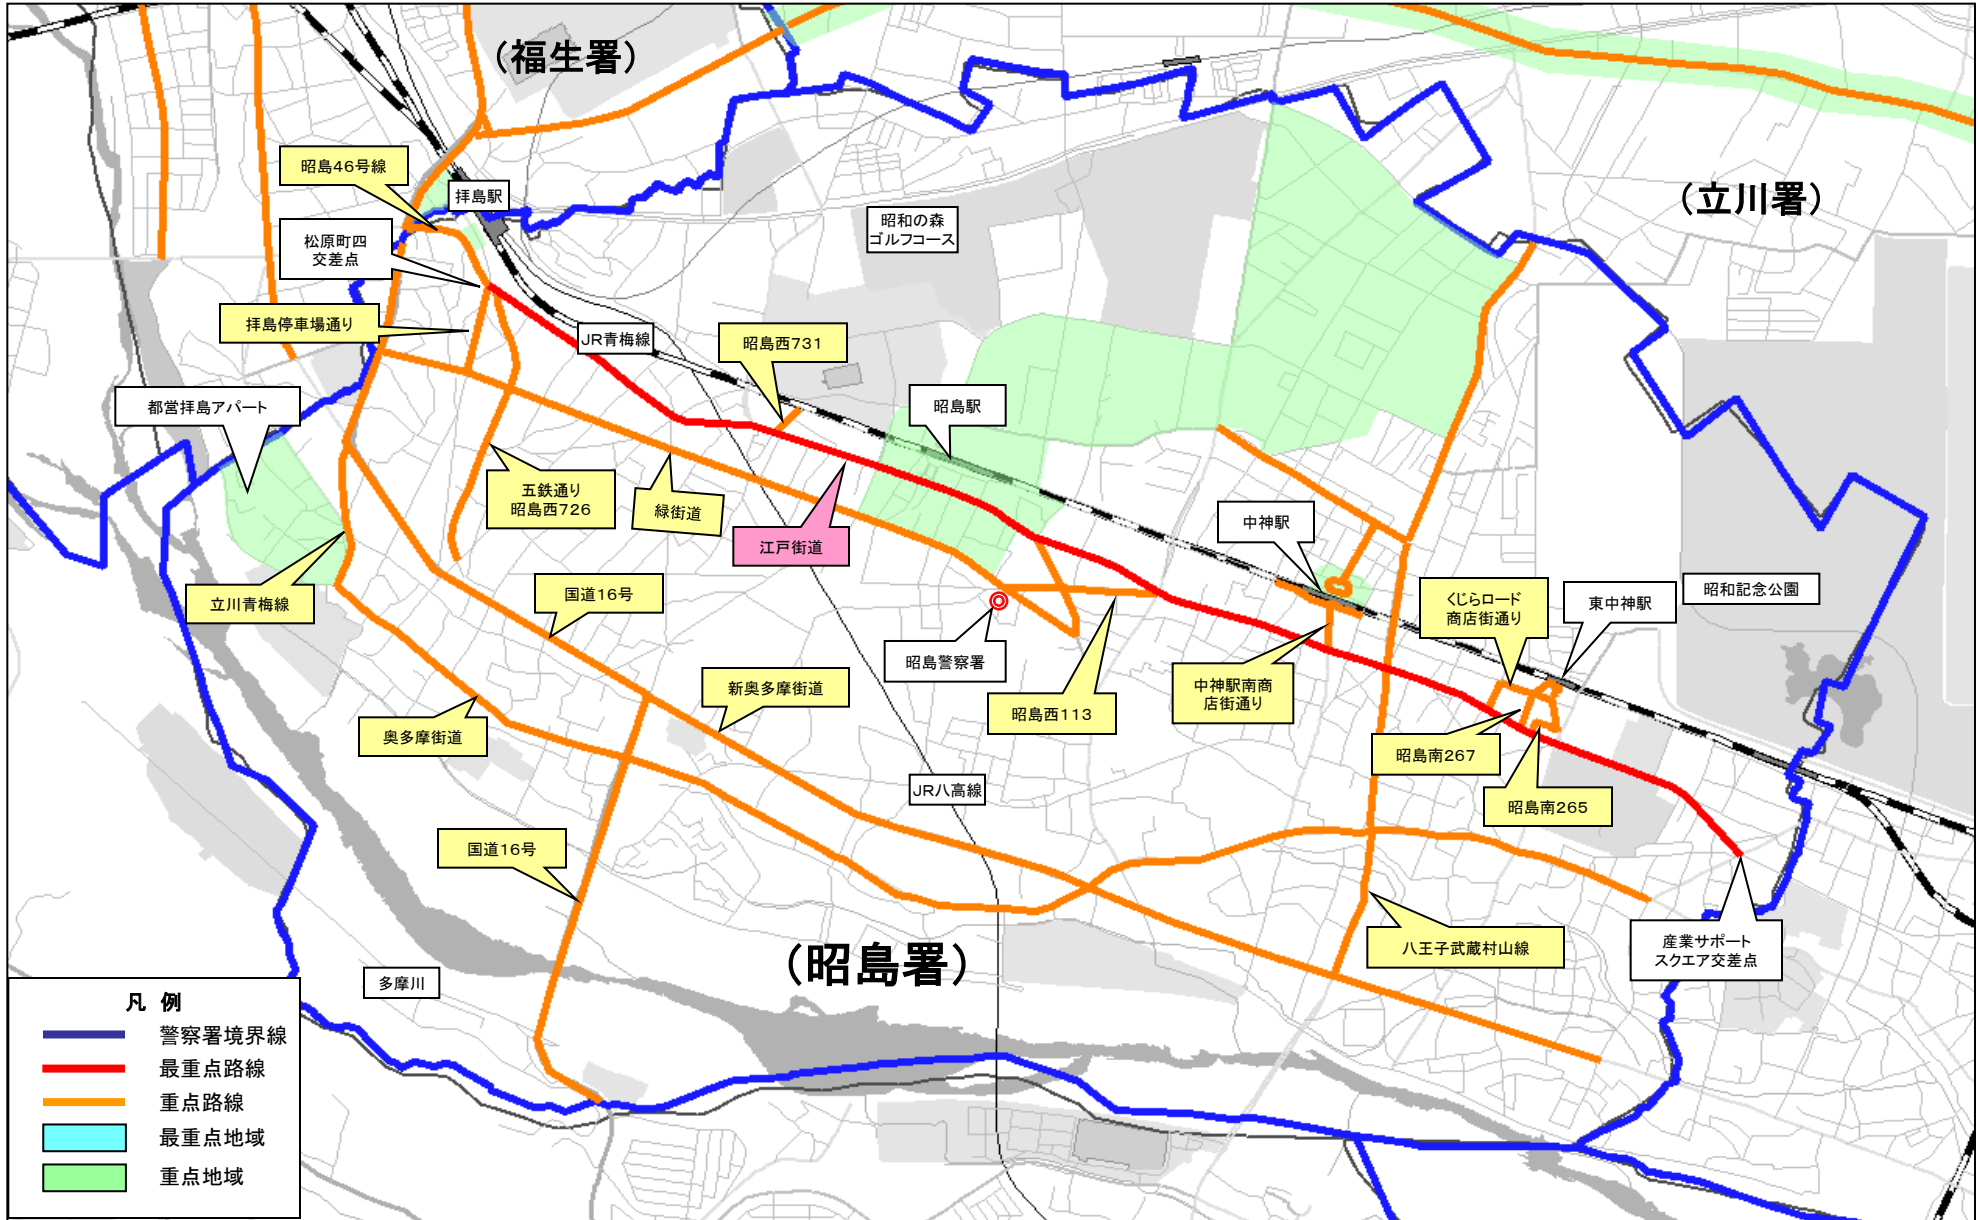 （福生署）
昭島46号線
拝島駅
（立川署）
昭和の森
ゴルフコース
松原町四
交差点
拝島停車場通り
JR青梅線
昭島西731
都営拝島アパート
昭島駅
五鉄通り
昭島西726
緑街道
江戸街道
中神駅
立川青梅線
国道16号
くじらロード
商店街通り
東中神駅
昭和記念公園
昭島警察署
新奥多摩街道
中神駅南商
店街通り
昭島西113
奥多摩街道
昭島南267
JR八高線
昭島南265
国道16号
八王子武蔵村山線
産業サポート
スクエア交差点
（昭島署）
多摩川
凡 例
警察署境界線
最重点路線
重点路線
最重点地域
重点地域